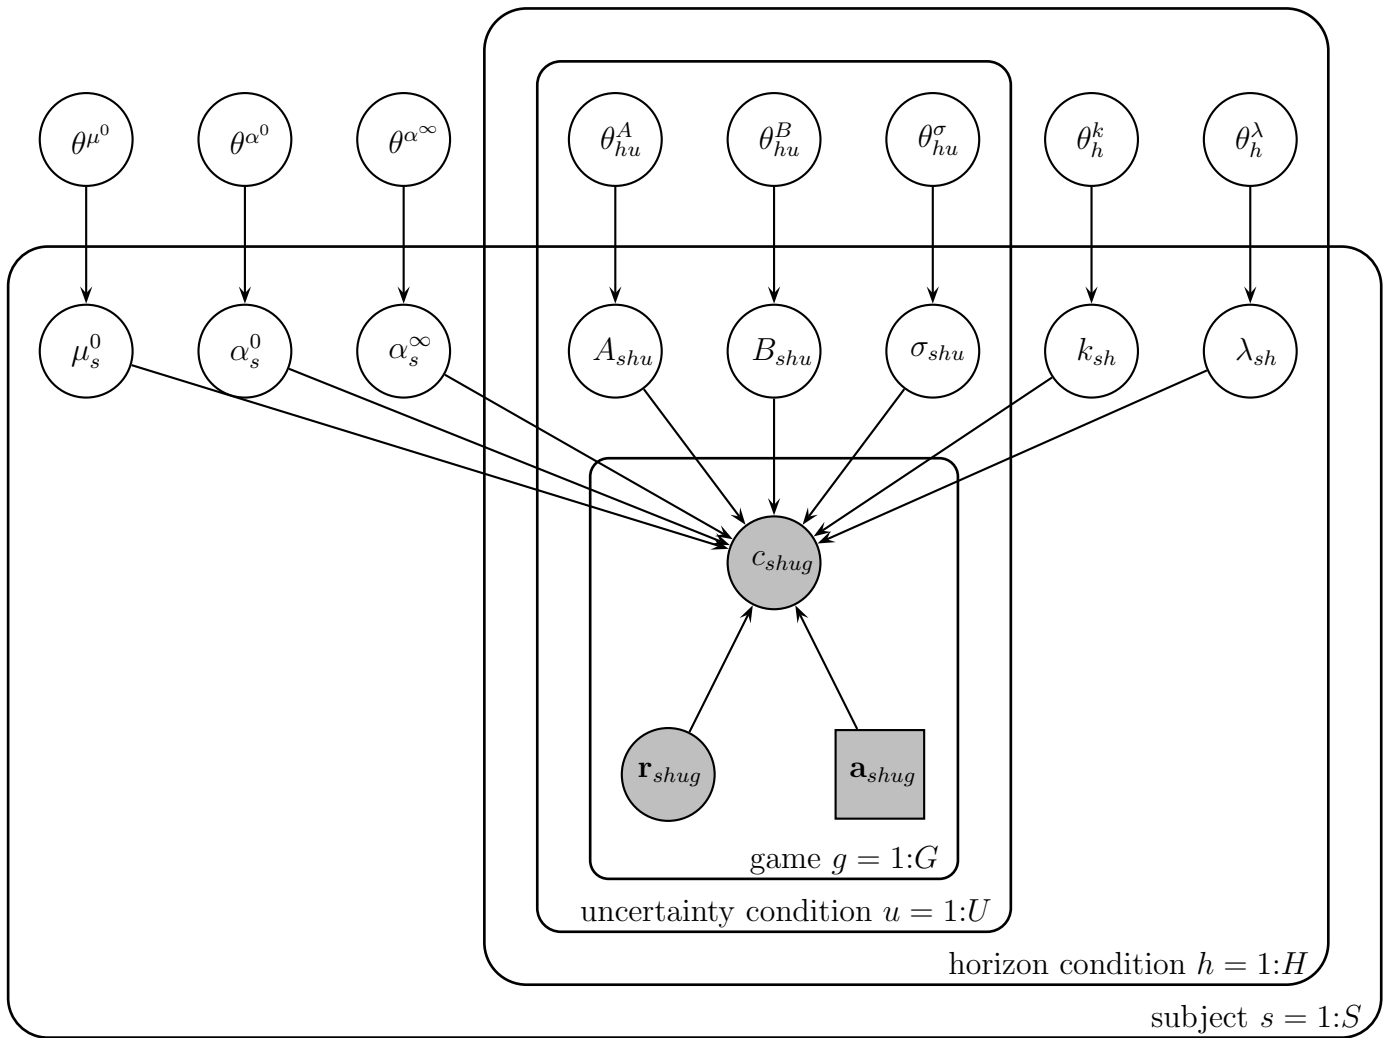 θ^{μ^0} θ^{α^0} θ^{α^∞} θ^A_{hu} θ^B_{hu} θ^σ_{hu} θ^k_h θ^λ_h
μ^0_s α^0_s α^∞_s A_{shu} B_{shu} σ_{shu} k_{sh} λ_{sh}
c_{shug}
r_{shug} a_{shug}
game g = 1:G
uncertainty condition u = 1:U
horizon condition h = 1:H
subject s = 1:S